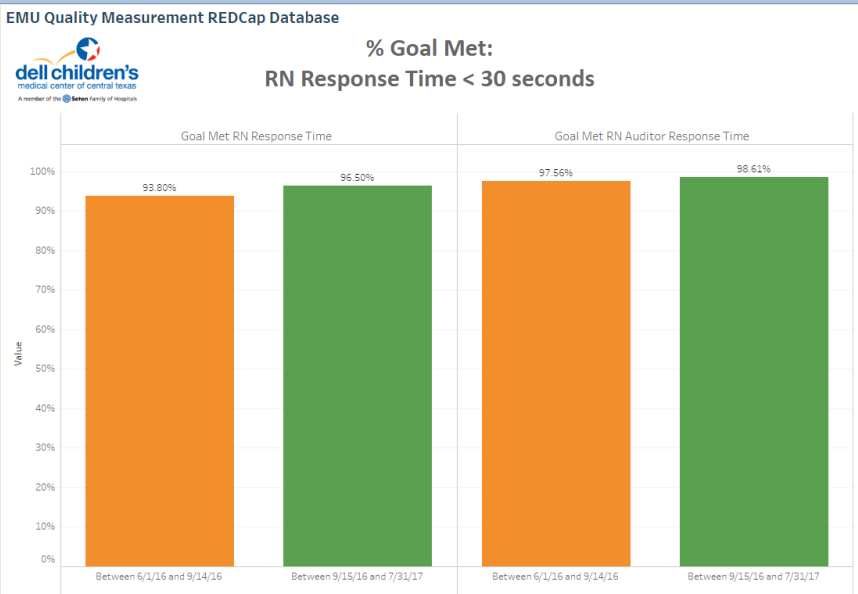 EMU Quality Measurement REDCap Database
% Goal Met:
RN Response Time < 30 seconds
dell children's
medical center of central texas
A member of the Seton Family of Hospitals
Goal Met RN Response Time
Goal Met RN Auditor Response Time
100%
90%
80%
70%
60%
50%
40%
30%
20%
10%
0%
Value
93.80%
96.50%
97.56%
98.61%
Between 6/1/16 and 9/14/16
Between 9/15/16 and 7/31/17
Between 6/1/16 and 9/14/16
Between 9/15/16 and 7/31/17